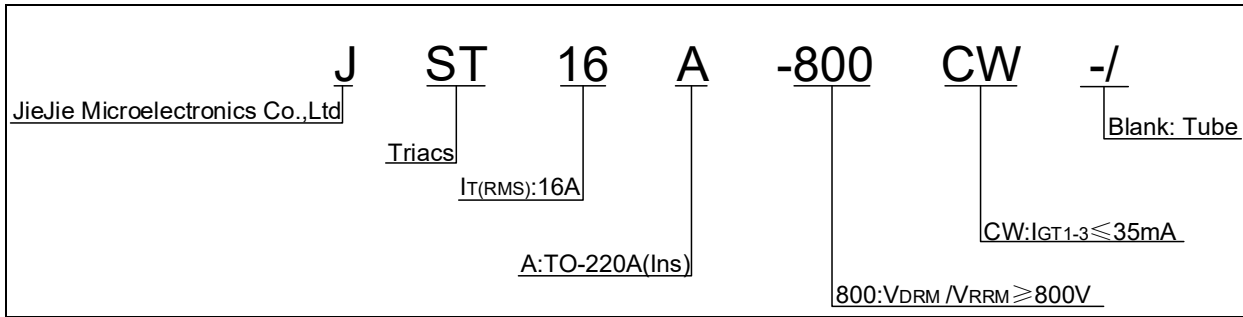 J ST 16 A -800 CW -/
JieJie Microelectronics Co.,Ltd
Blank: Tube
Triacs
IT(RMS):16A
CW:IGT1-3≤35mA
A:TO-220A(Ins)
800:VDRM /VRRM≥800V